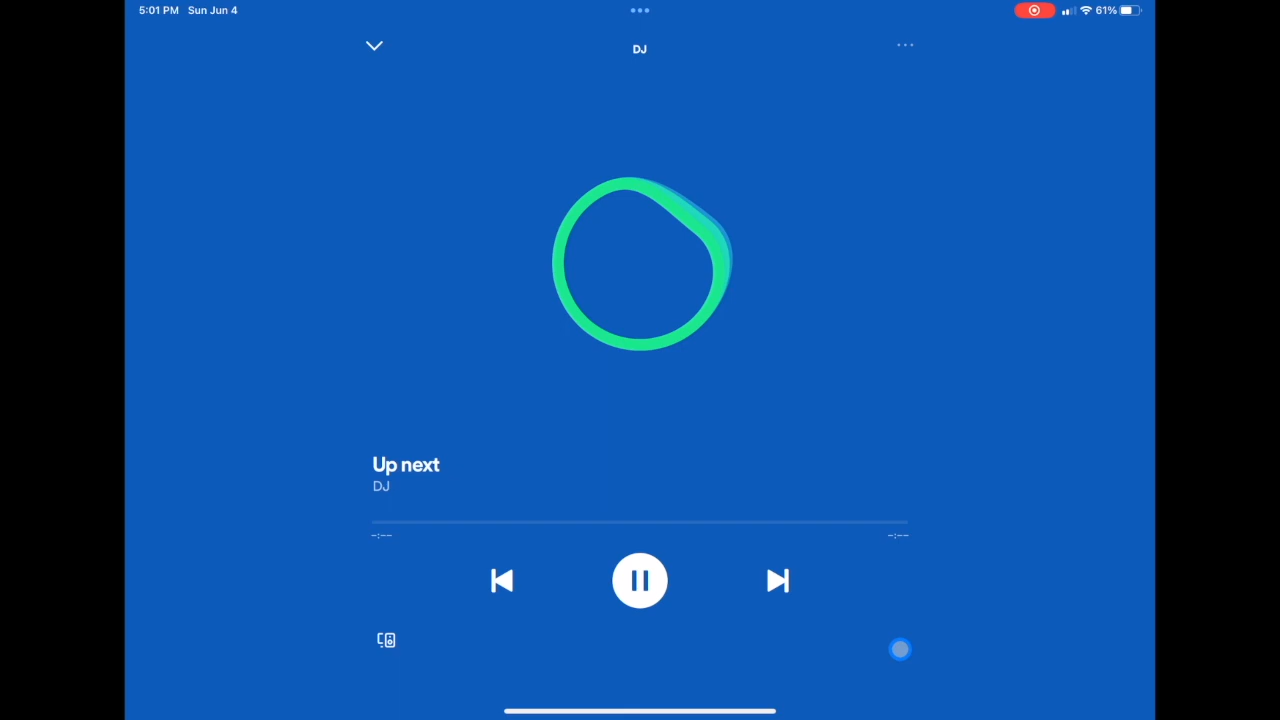 5:01 PM Sun Jun 4
61%
DJ
Up next
DJ
-:-- -:--